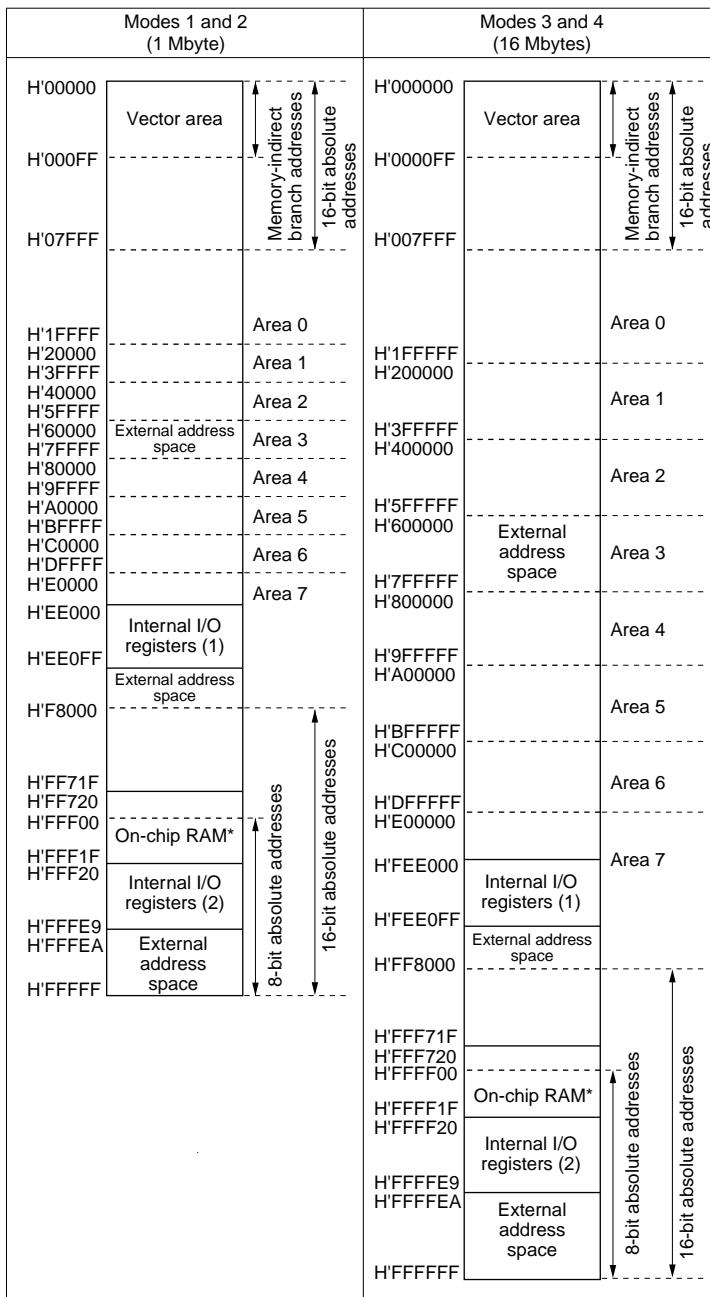 Modes 1 and 2
(1 Mbyte)
H'00000
Vector area
H'000FF
H'07FFF
Memory-indirect
branch addresses
16-bit absolute
addresses
H'1FFFF
Area 0
H'20000
H'3FFFF
Area 1
H'40000
H'5FFFF
Area 2
H'60000
H'7FFFF
External address
space
Area 3
H'80000
H'9FFFF
Area 4
H'A0000
H'BFFFF
Area 5
H'C0000
H'DFFFF
Area 6
H'E0000
Area 7
H'EE000
Internal I/O
registers (1)
H'EE0FF
External address
space
H'F8000
H'FF71F
H'FF720
H'FFF00
On-chip RAM*
H'FFF1F
H'FFF20
Internal I/O
registers (2)
H'FFFE9
H'FFFEA
External
address
space
H'FFFFF
8-bit absolute addresses
16-bit absolute addresses
Modes 3 and 4
(16 Mbytes)
H'000000
Vector area
H'0000FF
H'007FFF
Memory-indirect
branch addresses
16-bit absolute
addresses
Area 0
H'1FFFFF
H'200000
Area 1
H'3FFFFF
H'400000
Area 2
H'5FFFFF
H'600000
External
address
space
Area 3
H'7FFFFF
H'800000
Area 4
H'9FFFFF
H'A00000
Area 5
H'BFFFFF
H'C00000
Area 6
H'DFFFFF
H'E00000
Area 7
H'FEE000
Internal I/O
registers (1)
H'FEE0FF
External address
space
H'FF8000
H'FFF71F
H'FFF720
H'FFFF00
On-chip RAM*
H'FFFF1F
H'FFFF20
Internal I/O
registers (2)
H'FFFFE9
H'FFFFEA
External
address
space
H'FFFFFF
8-bit absolute addresses
16-bit absolute addresses